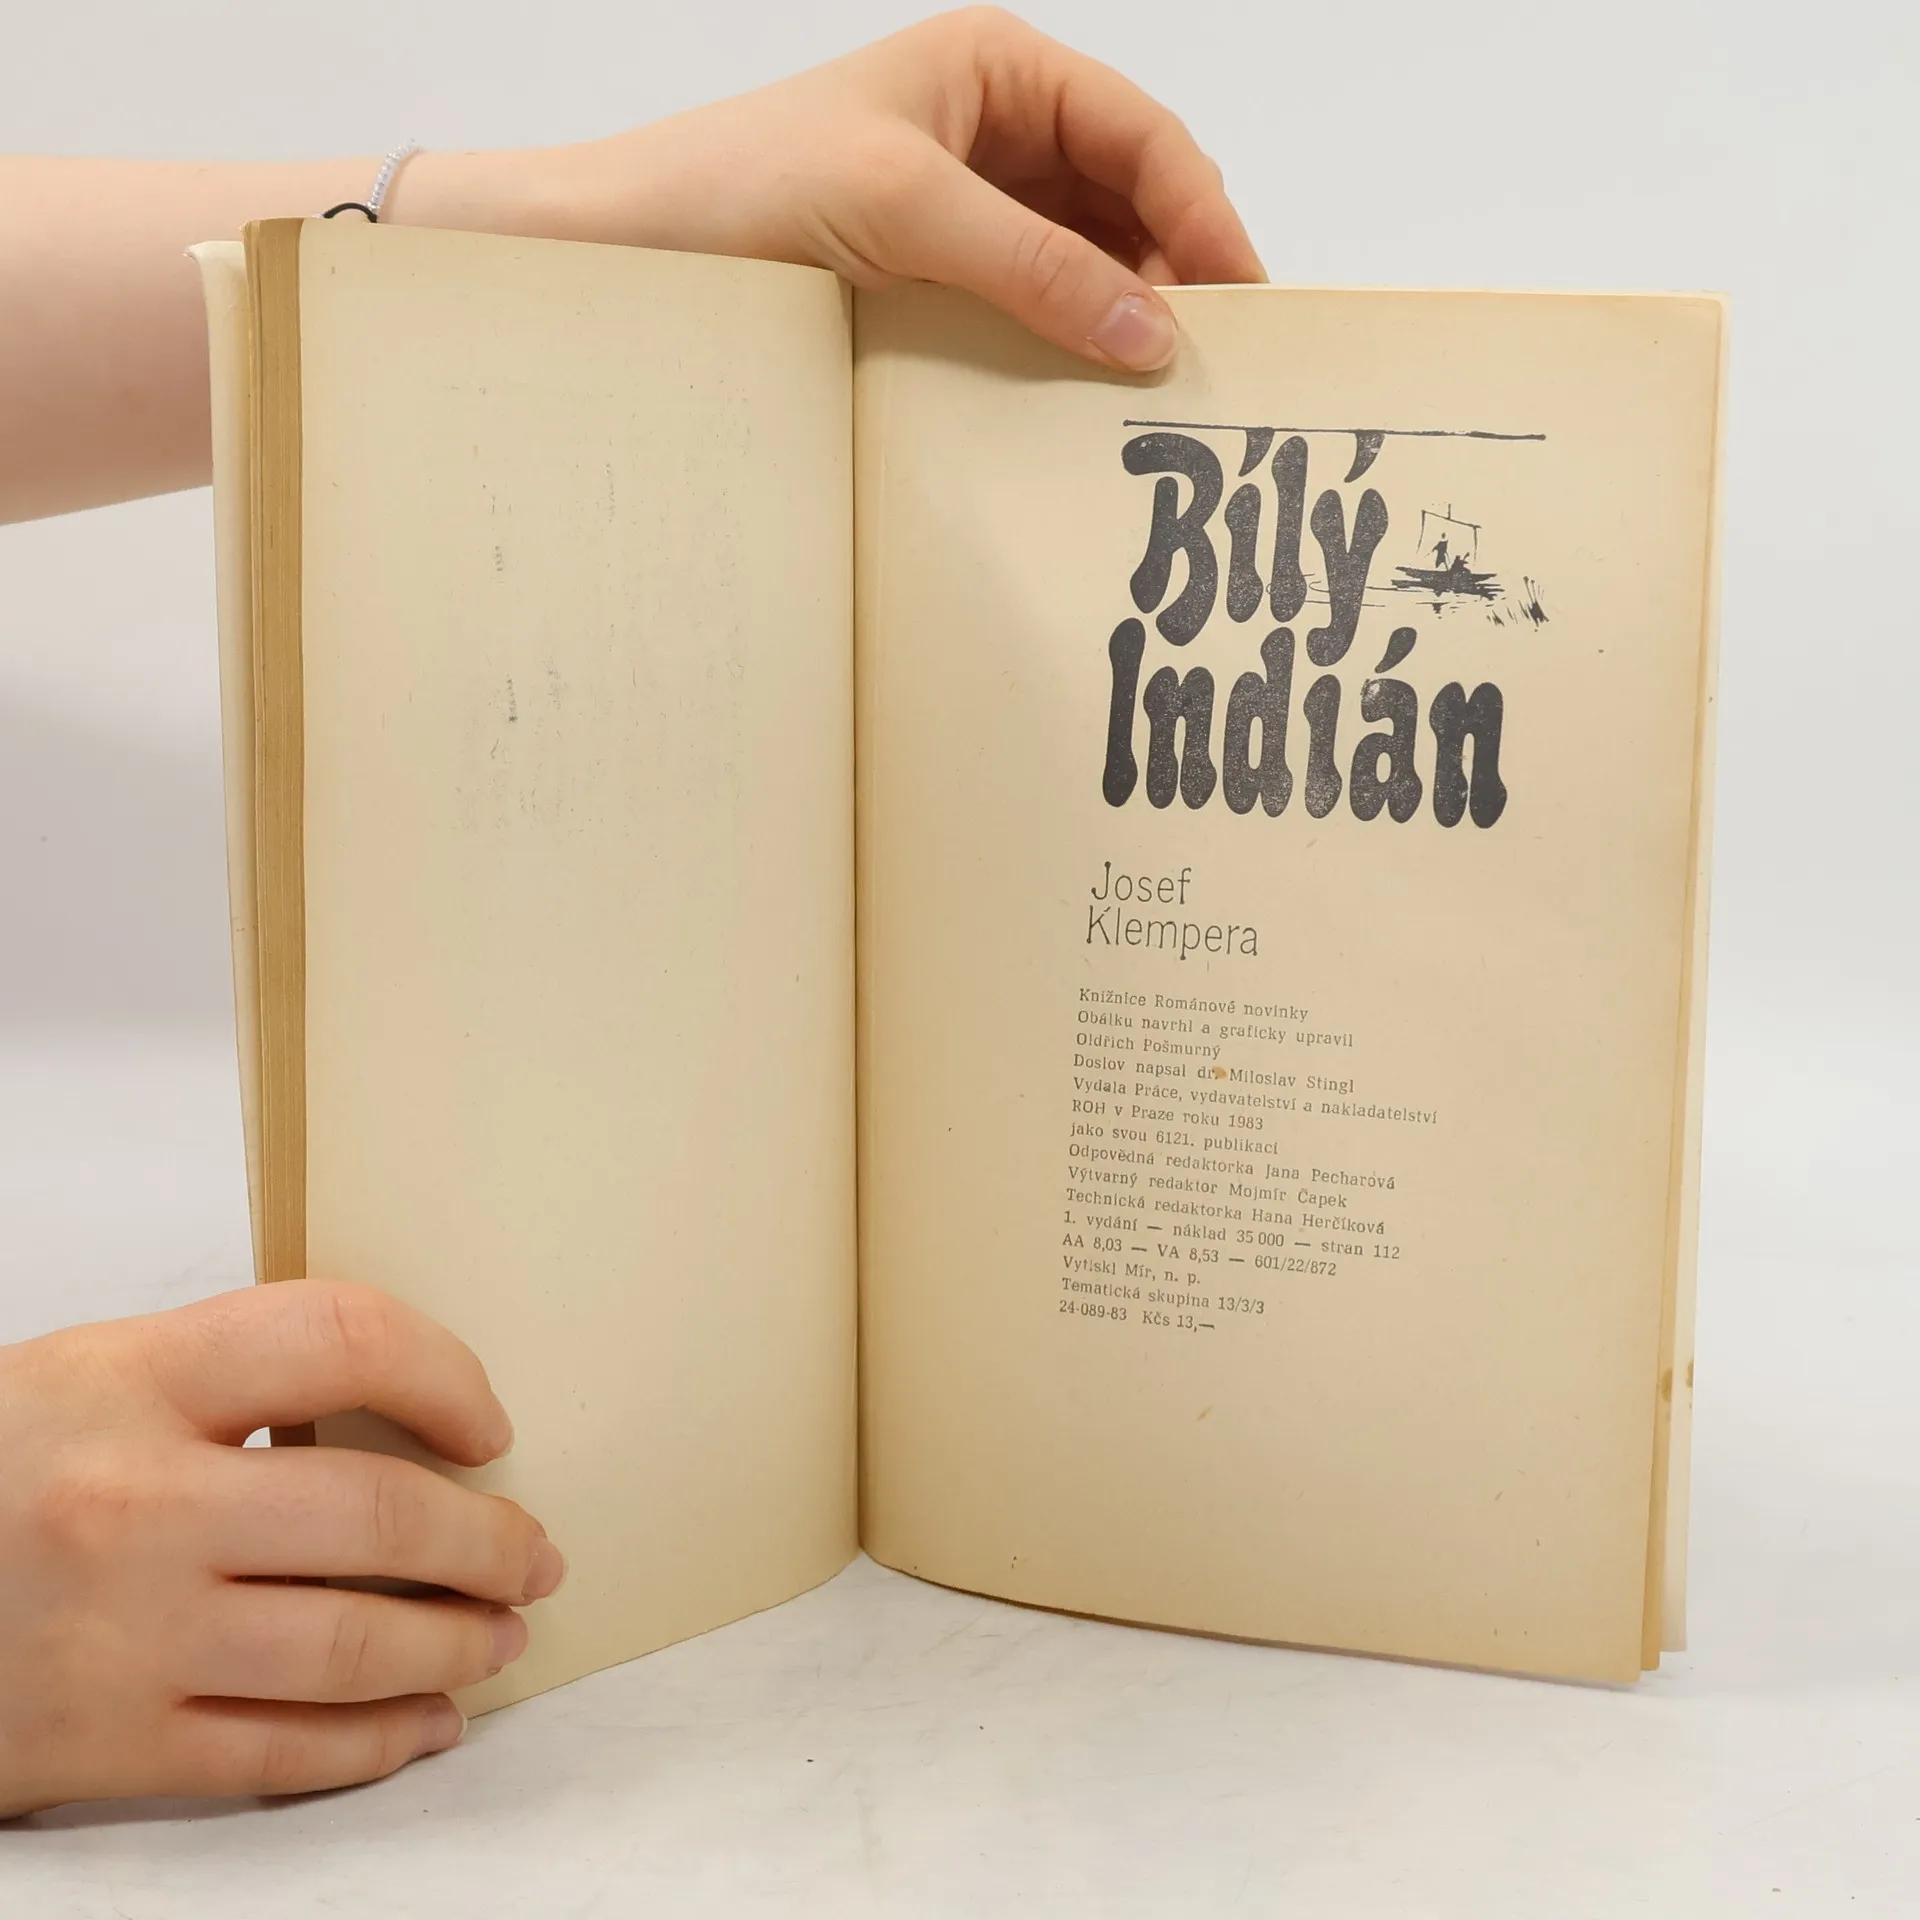 Bílý
Indián
Josef
Klempera
Knižnice Románové novinky
Obálku navrhl a graficky upravil
Oldřich Pošmurný
Doslov napsal dr. Miloslav Stingl
Vydala Práce, vydavatelství a nakladatelství
ROH v Praze roku 1983
jako svou 6121. publikaci
Odpovědná redaktorka Jana Pecharová
Výtvarný redaktor Mojmír Čapek
Technická redaktorka Hana Herčíková
1. vydání — náklad 35 000 — stran 112
AA 8,03 — VA 8,53 — 601/22/872
Vytiskl Mír, n. p.
Tematická skupina 13/3/3
24-089-83 Kčs 13,—